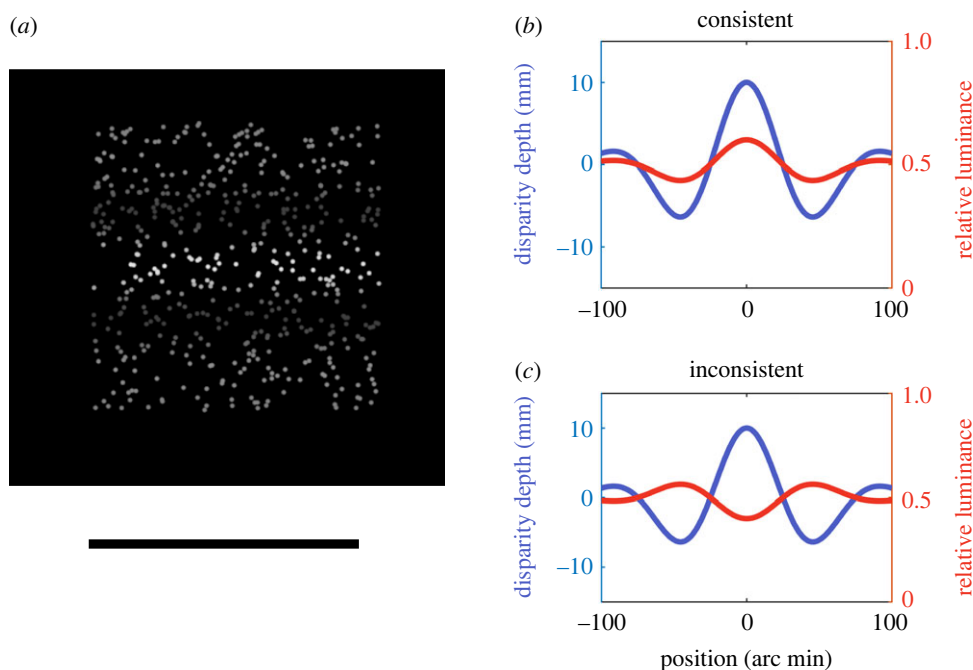 (a)
(b)
consistent
disparity depth (mm)
10
0
–10
1.0
0.5
0
relative luminance
–100
0
100
(c)
inconsistent
disparity depth (mm)
10
0
–10
1.0
0.5
0
relative luminance
–100
0
100
position (arc min)